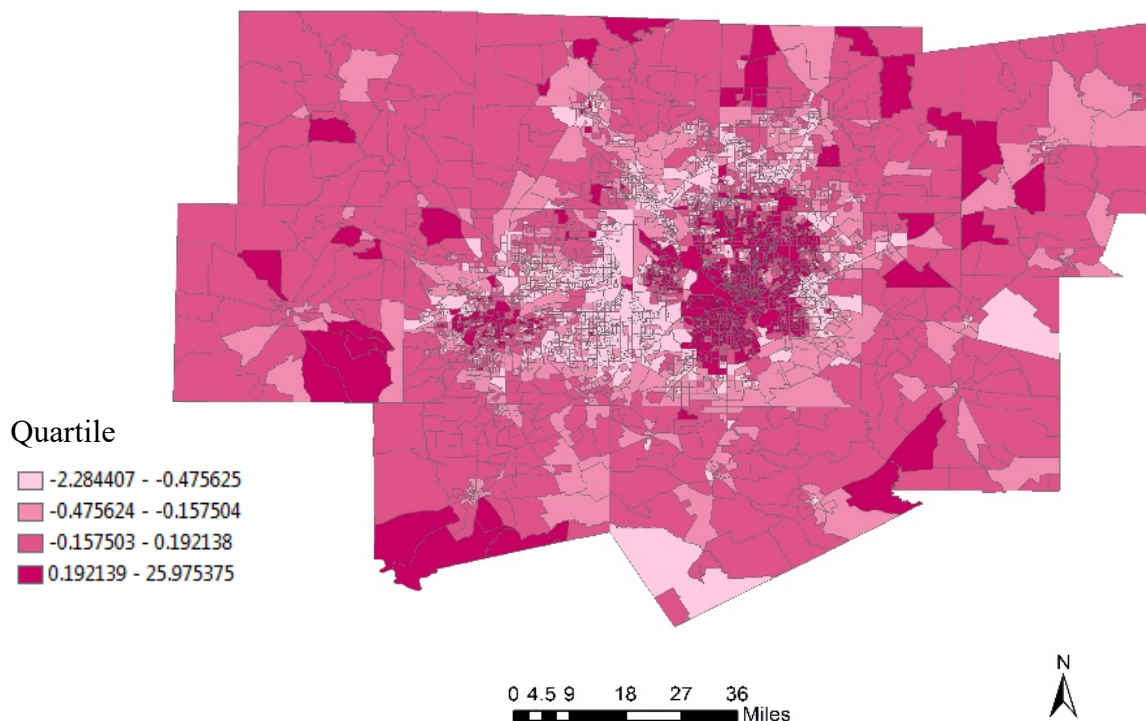 Quartile
-2.284407 - -0.475625
-0.475624 - -0.157504
-0.157503 - 0.192138
0.192139 - 25.975375
N
0 4.5 9 18 27 36
Miles